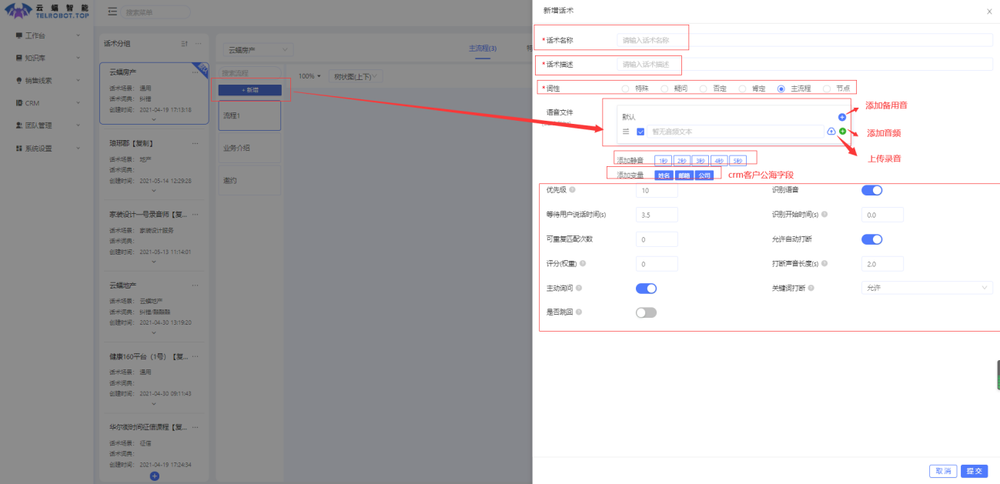 云蝠智能
TELROBOT.TOP
搜索菜单
工作台
知识库
销售线索
CRM
团队管理
系统设置
话术分组
云蝠房产
默认
话术场景： 通用
话术词类： 纠错
创建时间： 2021-04-19 17:13:18
琅琊郡【复制】
话术场景： 地产
话术词类：
创建时间： 2021-05-14 12:29:28
家装设计一号录音师【复...
话术场景： 家装设计服务
话术词类：
创建时间： 2021-05-13 11:14:01
云蝠地产
话术场景： 云蝠地产
话术词类： 纠错/融融融
创建时间： 2021-04-30 13:19:20
健康160平台（1号）【复...
话术场景： 通用
话术词类：
创建时间： 2021-04-30 09:11:43
华尔街时间征信课程【复...
话术场景： 征信
话术词类：
创建时间： 2021-04-19 17:24:34
云蝠房产
主流程(3)
特
搜索流程
+ 新增
100%
树状图(上下)
流程1
业务介绍
邀约
新增话术
*话术名称
请输入话术名称
*话术描述
请输入话术描述
*词性
特殊
疑问
否定
肯定
主流程
节点
语音文件
默认
添加备用音
暂无音频文本
添加音频
上传录音
添加静音 1秒 2秒 3秒 4秒 5秒
添加变量 姓名 邮箱 公司
crm客户公海字段
优先级 10
识别语音
等待用户说话时间(s) 3.5
识别开始时间(s) 0.0
可重复匹配次数 0
允许自动打断
评分(权重) 0
打断声音长度(s) 2.0
主动询问
关键词打断 允许
是否跳回
取 消
提 交